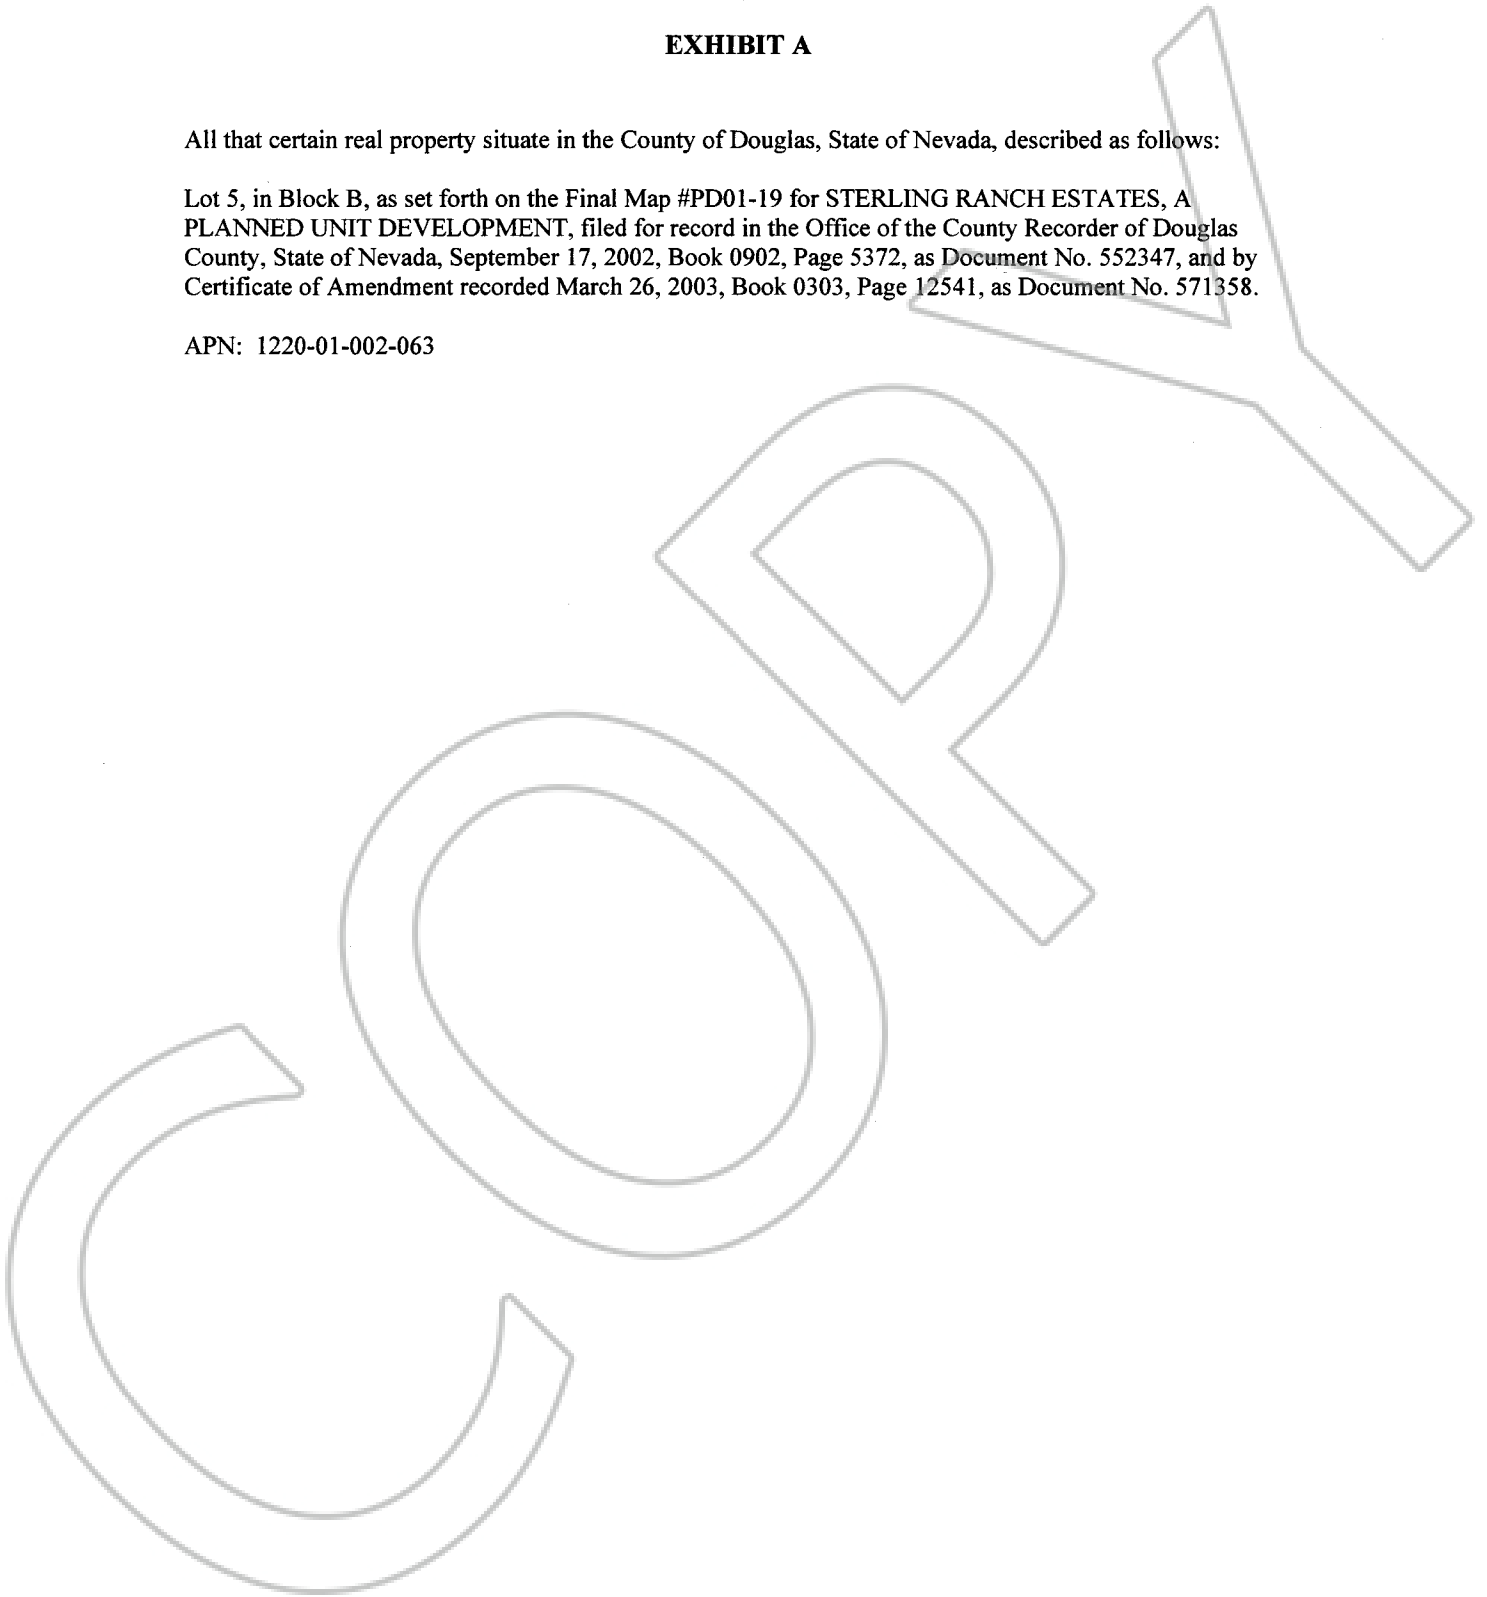 EXHIBIT A
All that certain real property situate in the County of Douglas, State of Nevada, described as follows:
Lot 5, in Block B, as set forth on the Final Map #PD01-19 for STERLING RANCH ESTATES, A
PLANNED UNIT DEVELOPMENT, filed for record in the Office of the County Recorder of Douglas
County, State of Nevada, September 17, 2002, Book 0902, Page 5372, as Document No. 552347, and by
Certificate of Amendment recorded March 26, 2003, Book 0303, Page 12541, as Document No. 571358.
APN:  1220-01-002-063
COPY